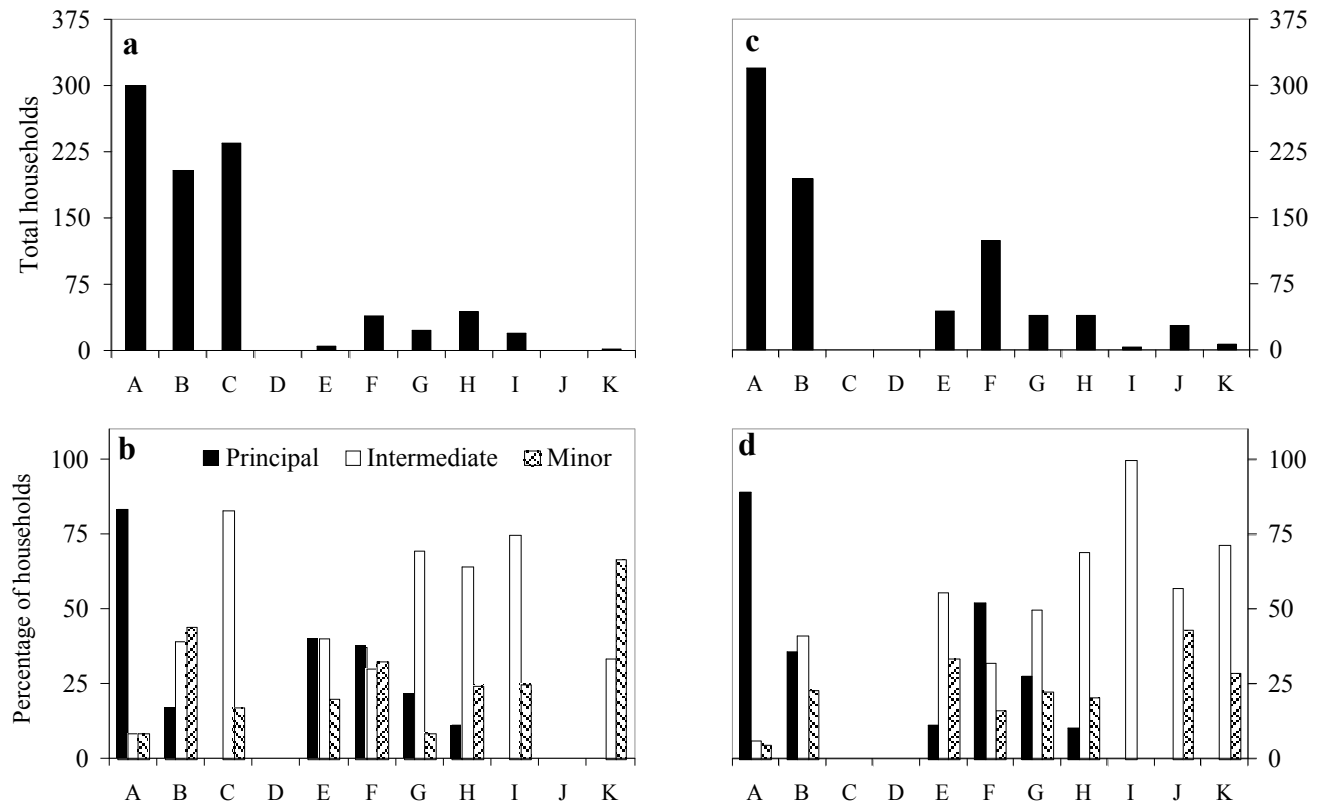 a
Total households
375
300
225
150
75
0
A B C D E F G H I J K
c
375
300
225
150
75
0
A B C D E F G H I J K
b
Principal Intermediate Minor
Percentage of households
100
75
50
25
0
A B C D E F G H I J K
d
100
75
50
25
0
A B C D E F G H I J K